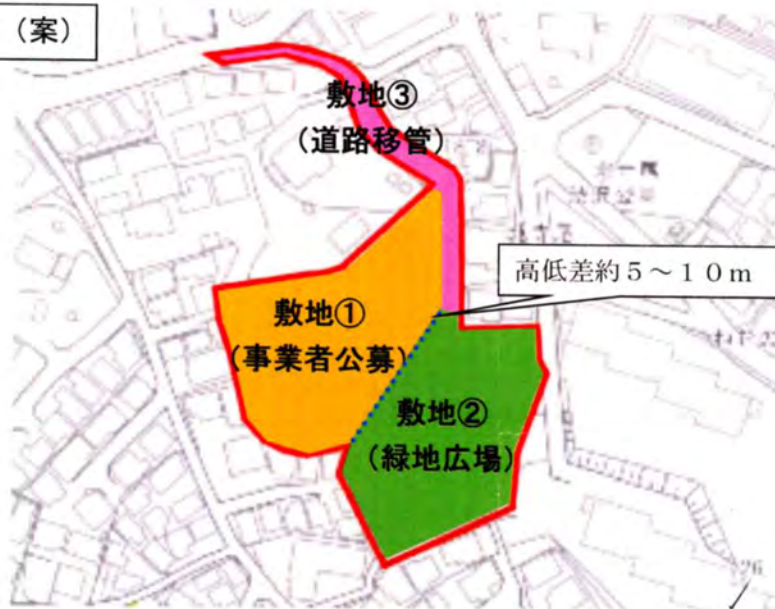 （案）
敷地③
（道路移管）
高低差約５～１０ｍ
敷地①
（事業者公募）
敷地②
（緑地広場）